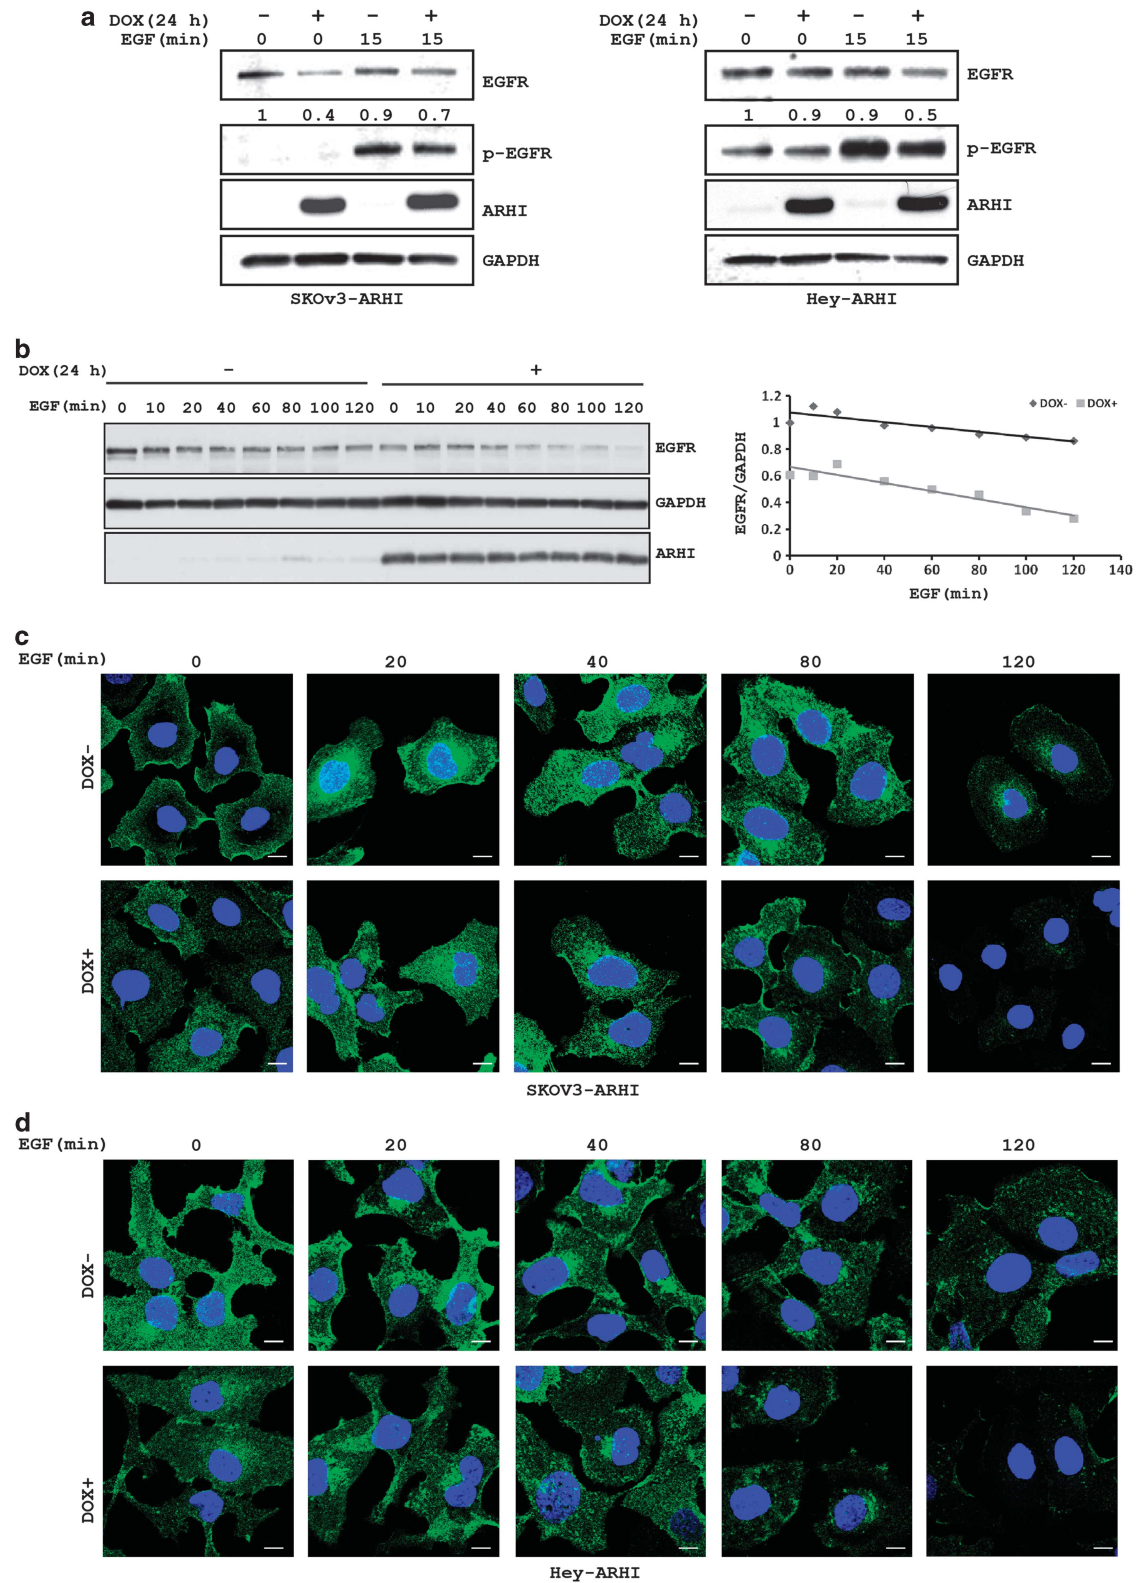 a
DOX(24 h) − + − +
EGF(min) 0 0 15 15
EGFR
1 0.4 0.9 0.7
p-EGFR
ARHI
GAPDH
SKOv3-ARHI
DOX(24 h) − + − +
EGF(min) 0 0 15 15
EGFR
1 0.9 0.9 0.5
p-EGFR
ARHI
GAPDH
Hey-ARHI
b
DOX(24 h) − +
EGF(min) 0 10 20 40 60 80 100 120 0 10 20 40 60 80 100 120
EGFR
GAPDH
ARHI
EGFR/GAPDH
1.2
1
0.8
0.6
0.4
0.2
0
0 20 40 60 80 100 120 140
EGF(min)
DOX- DOX+
c
EGF(min) 0 20 40 80 120
DOX-
DOX+
SKOV3-ARHI
d
EGF(min) 0 20 40 80 120
DOX-
DOX+
Hey-ARHI